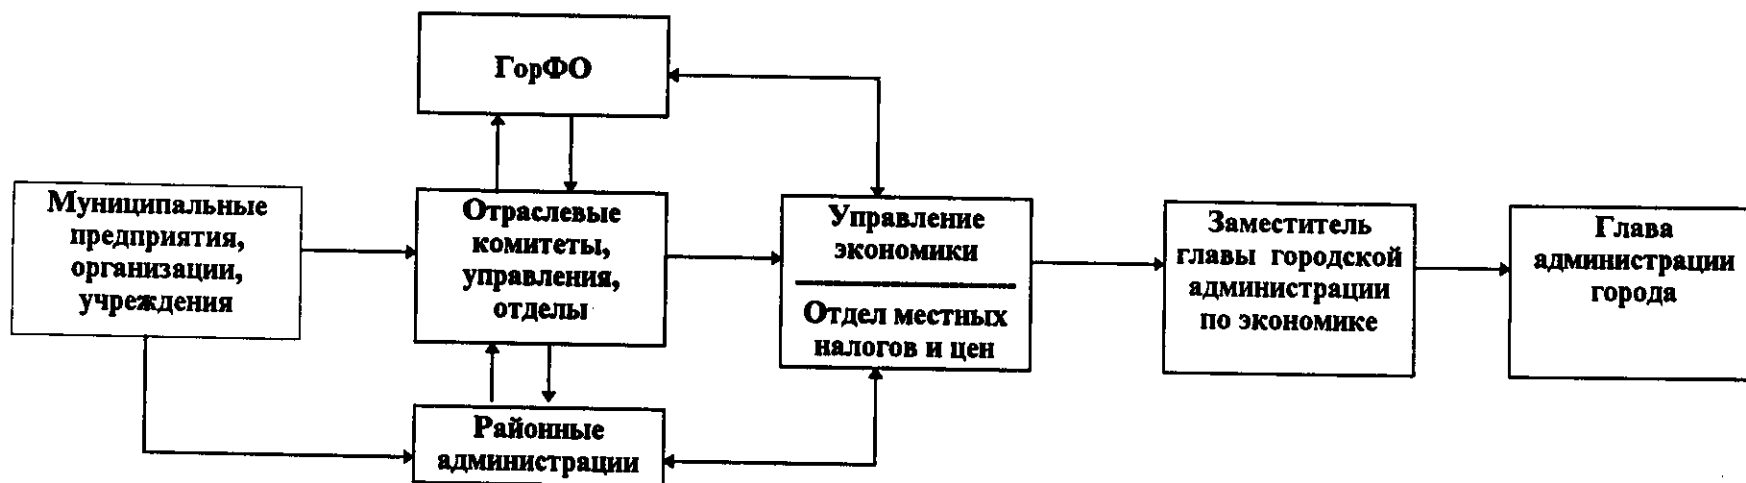 ГорФО
Муниципальные
предприятия,
организации,
учреждения
Отраслевые
комитеты,
управления,
отделы
Управление
экономики
Отдел местных
налогов и цен
Заместитель
главы городской
администрации
по экономике
Глава
администрации
города
Районные
администрации